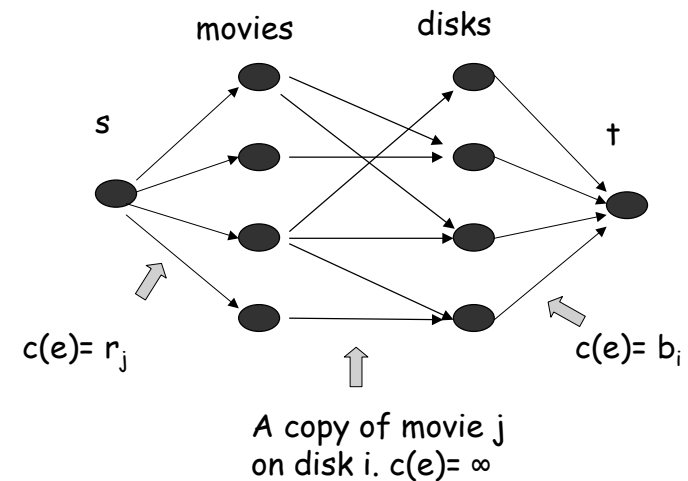 movies
disks
s
t
c(e)= rj
c(e)= bi
A copy of movie j
on disk i. c(e)= ∞